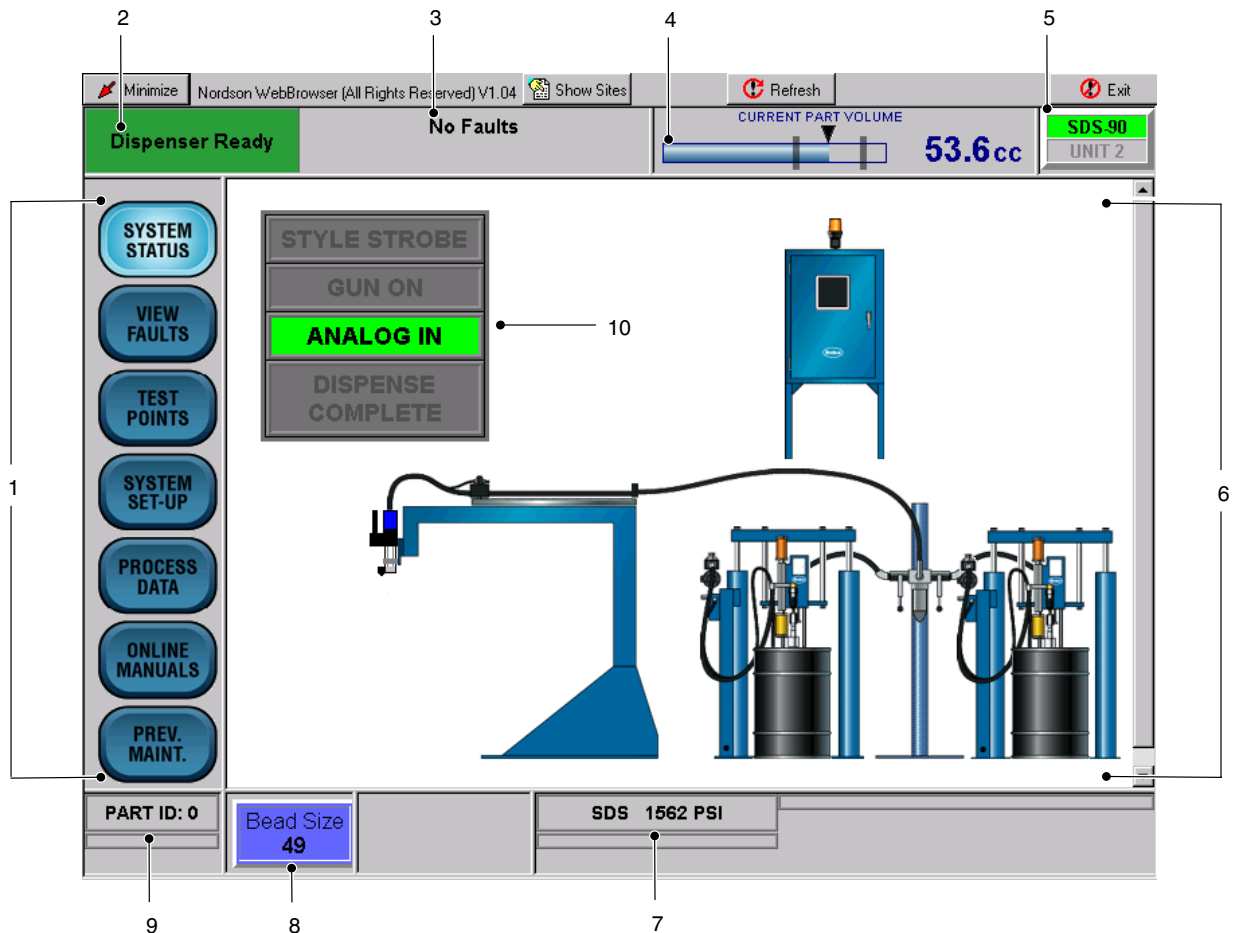 2
3
4
5
Minimize
Nordson WebBrowser (All Rights Reserved) V1.04
Show Sites
Refresh
Exit
Dispenser Ready
No Faults
CURRENT PART VOLUME
53.6cc
SDS-90
UNIT 2
1
SYSTEM
STATUS
VIEW
FAULTS
TEST
POINTS
SYSTEM
SET-UP
PROCESS
DATA
ONLINE
MANUALS
PREV.
MAINT.
STYLE STROBE
GUN ON
ANALOG IN
DISPENSE
COMPLETE
10
6
PART ID: 0
Bead Size
49
SDS 1562 PSI
9
8
7